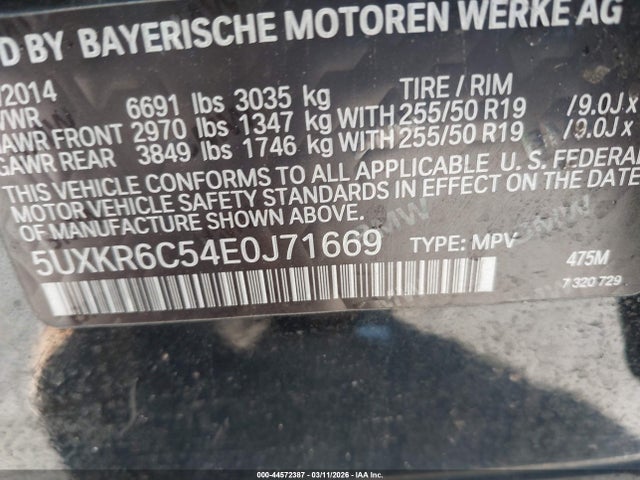 D BY BAYERISCHE MOTOREN WERKE AG
/2014
VWR 6691 lbs 3035 kg TIRE / RIM
AWR FRONT 2970 lbs 1347 kg WITH 255/50 R19 /9.0J x
GAWR REAR 3849 lbs 1746 kg WITH 255/50 R19 /9.0J x
THIS VEHICLE CONFORMS TO ALL APPLICABLE U. S. FEDERA
MOTOR VEHICLE SAFETY STANDARDS IN EFFECT ON THE DATE
OF MANUFACTURE SHOWN ABOVE.
5UXKR6C54E0J71669 TYPE: MPV 475M
7 320 729
000-44572387 - 03/11/2026 - IAA Inc.